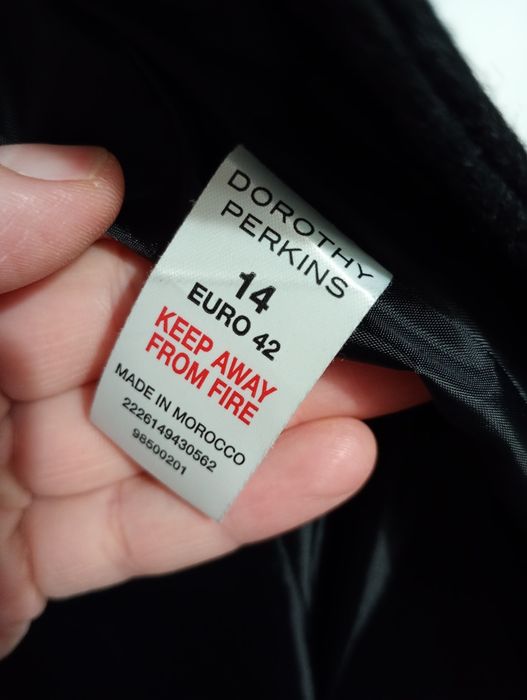 DOROTHY
PERKINS
14
EURO 42
KEEP AWAY
FROM FIRE
MADE IN MOROCCO
2226149430562
98500201